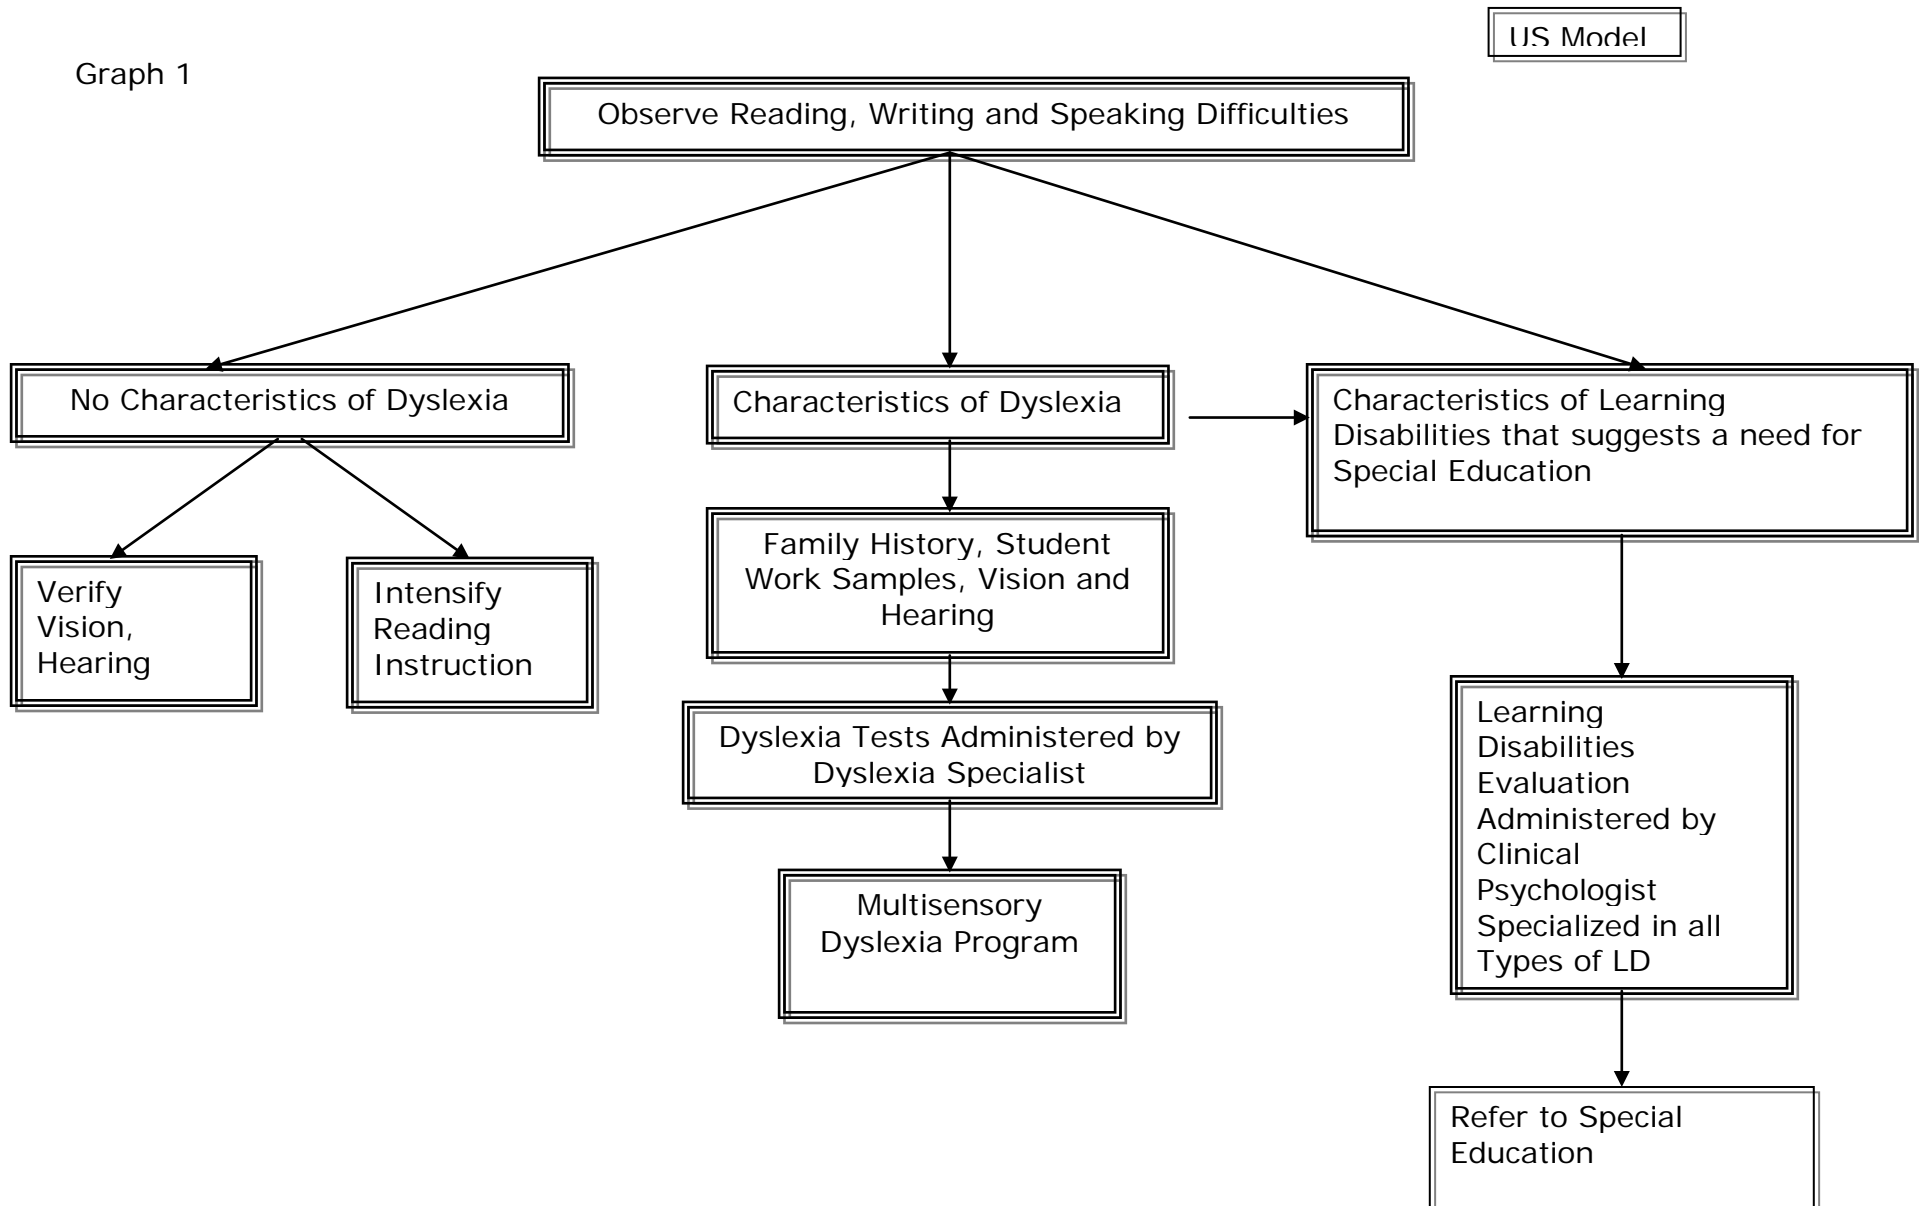 US Model
Graph 1
Observe Reading, Writing and Speaking Difficulties
No Characteristics of Dyslexia
Characteristics of Dyslexia
Characteristics of Learning
Disabilities that suggests a need for
Special Education
Verify
Vision,
Hearing
Intensify
Reading
Instruction
Family History, Student
Work Samples, Vision and
Hearing
Dyslexia Tests Administered by
Dyslexia Specialist
Multisensory
Dyslexia Program
Learning
Disabilities
Evaluation
Administered by
Clinical
Psychologist
Specialized in all
Types of LD
Refer to Special
Education